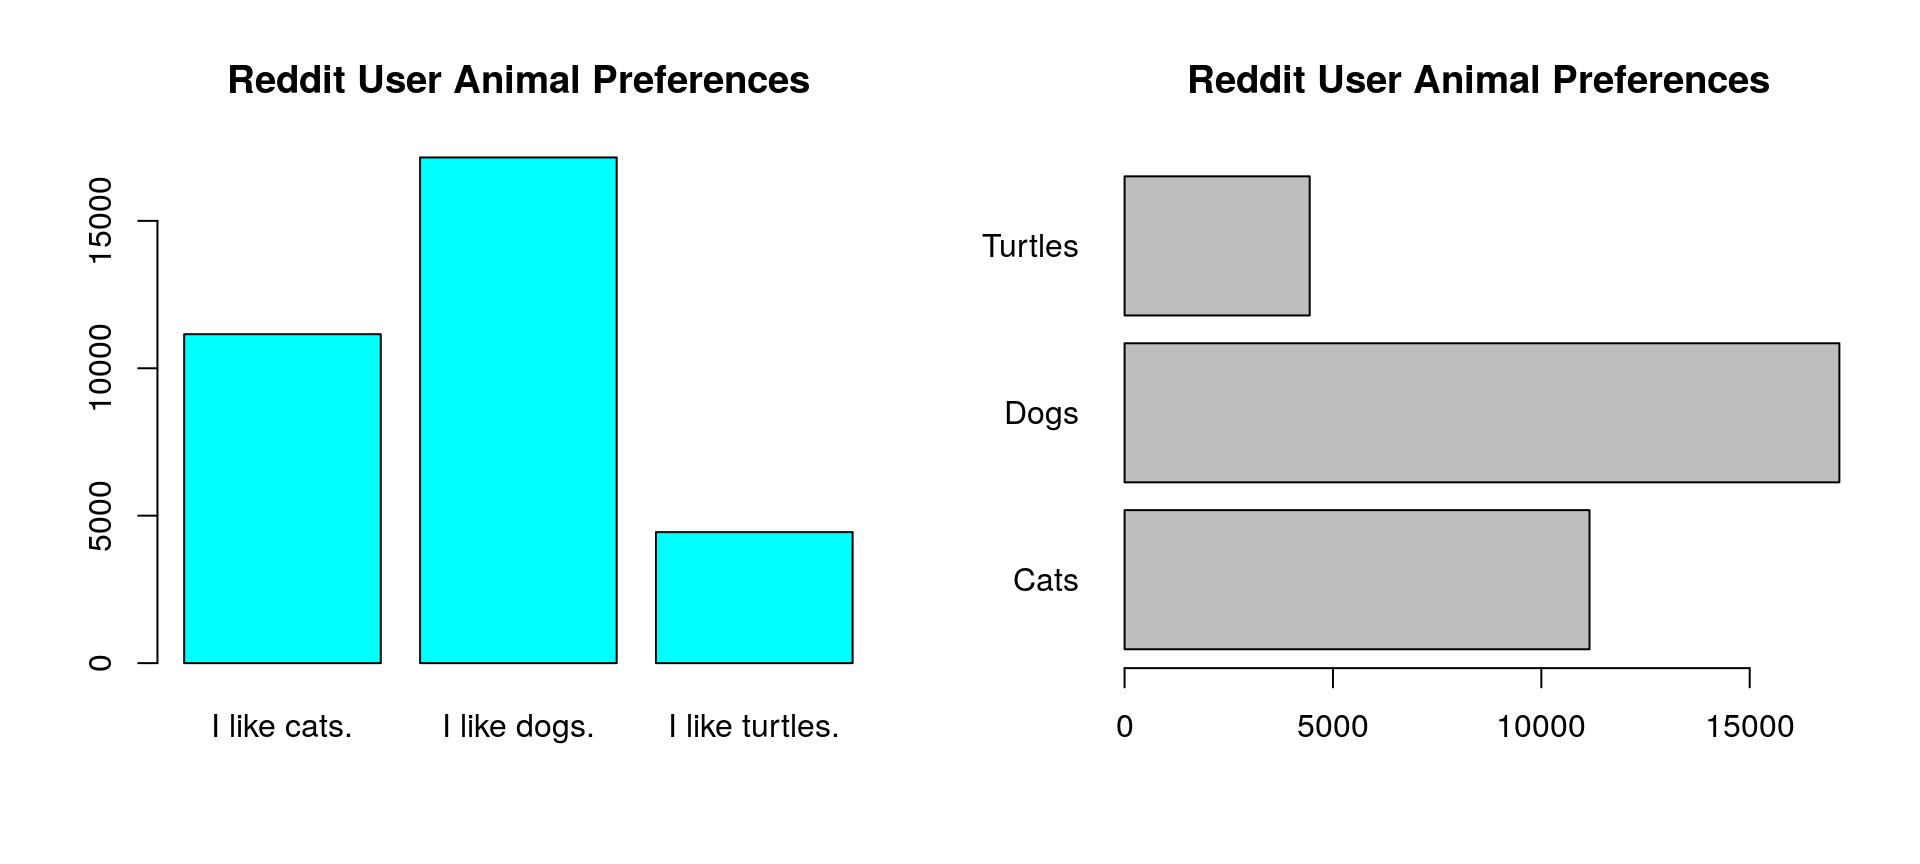 Reddit User Animal Preferences
15000
10000
5000
0
I like cats.
I like dogs.
I like turtles.
Reddit User Animal Preferences
Turtles
Dogs
Cats
0
5000
10000
15000